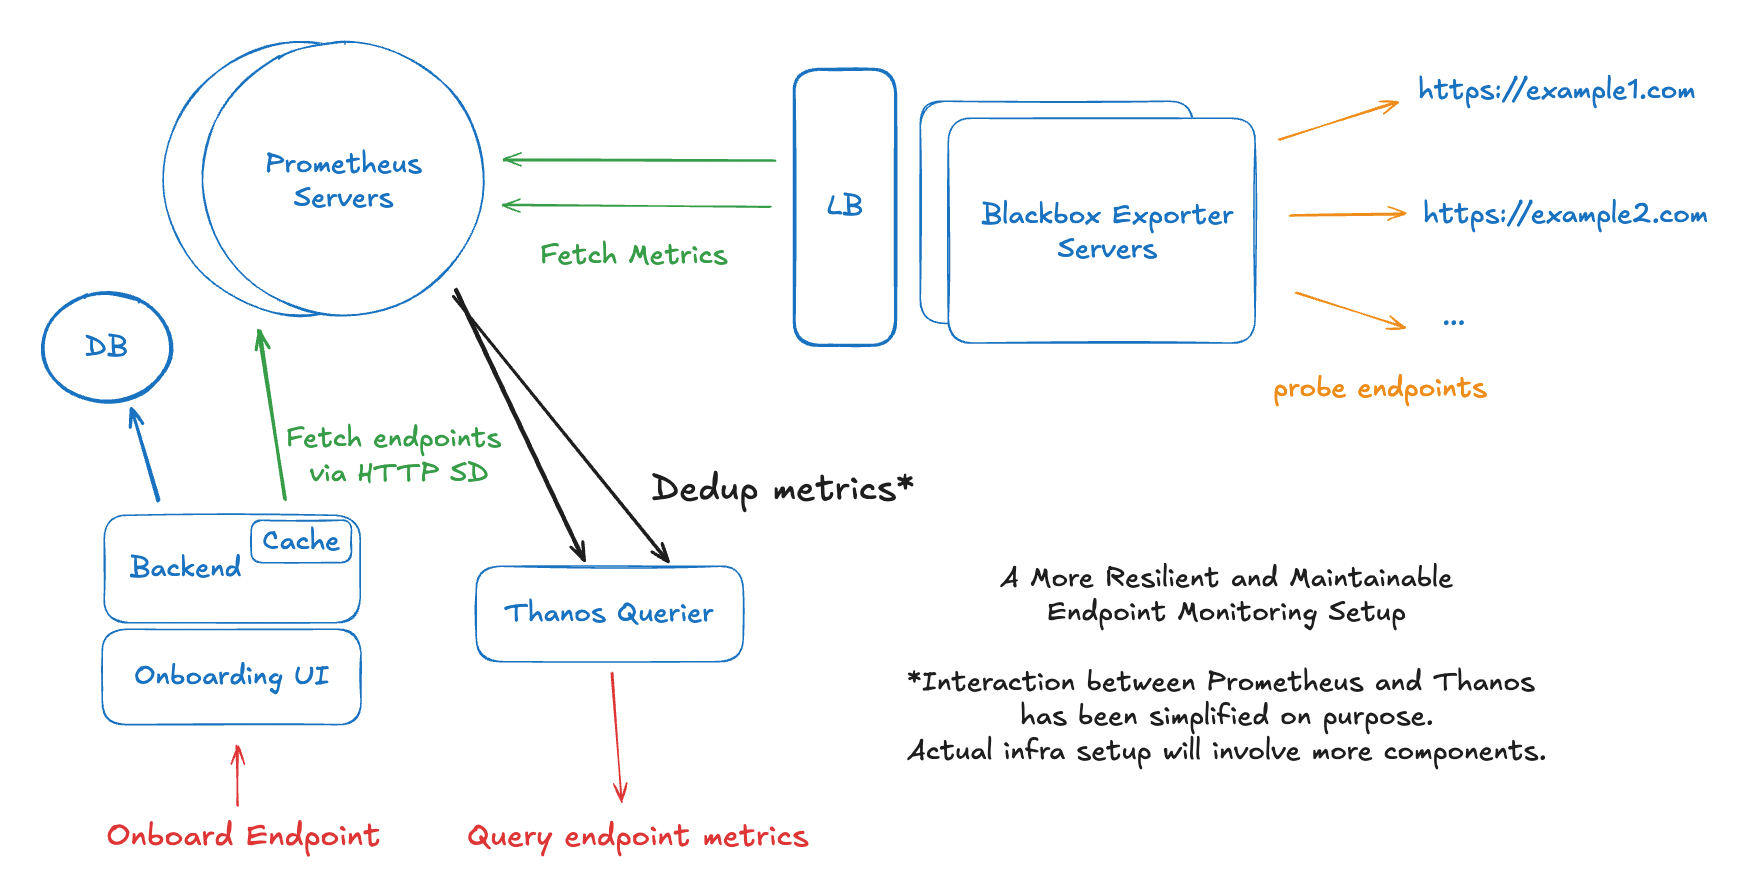 Prometheus
Servers
LB
Blackbox Exporter
Servers
https://example1.com
https://example2.com
...
probe endpoints
Fetch Metrics
DB
Fetch endpoints
via HTTP SD
Dedup metrics*
Cache
Backend
Onboarding UI
Onboard Endpoint
Thanos Querier
Query endpoint metrics
A More Resilient and Maintainable
Endpoint Monitoring Setup
*Interaction between Prometheus and Thanos
has been simplified on purpose.
Actual infra setup will involve more components.